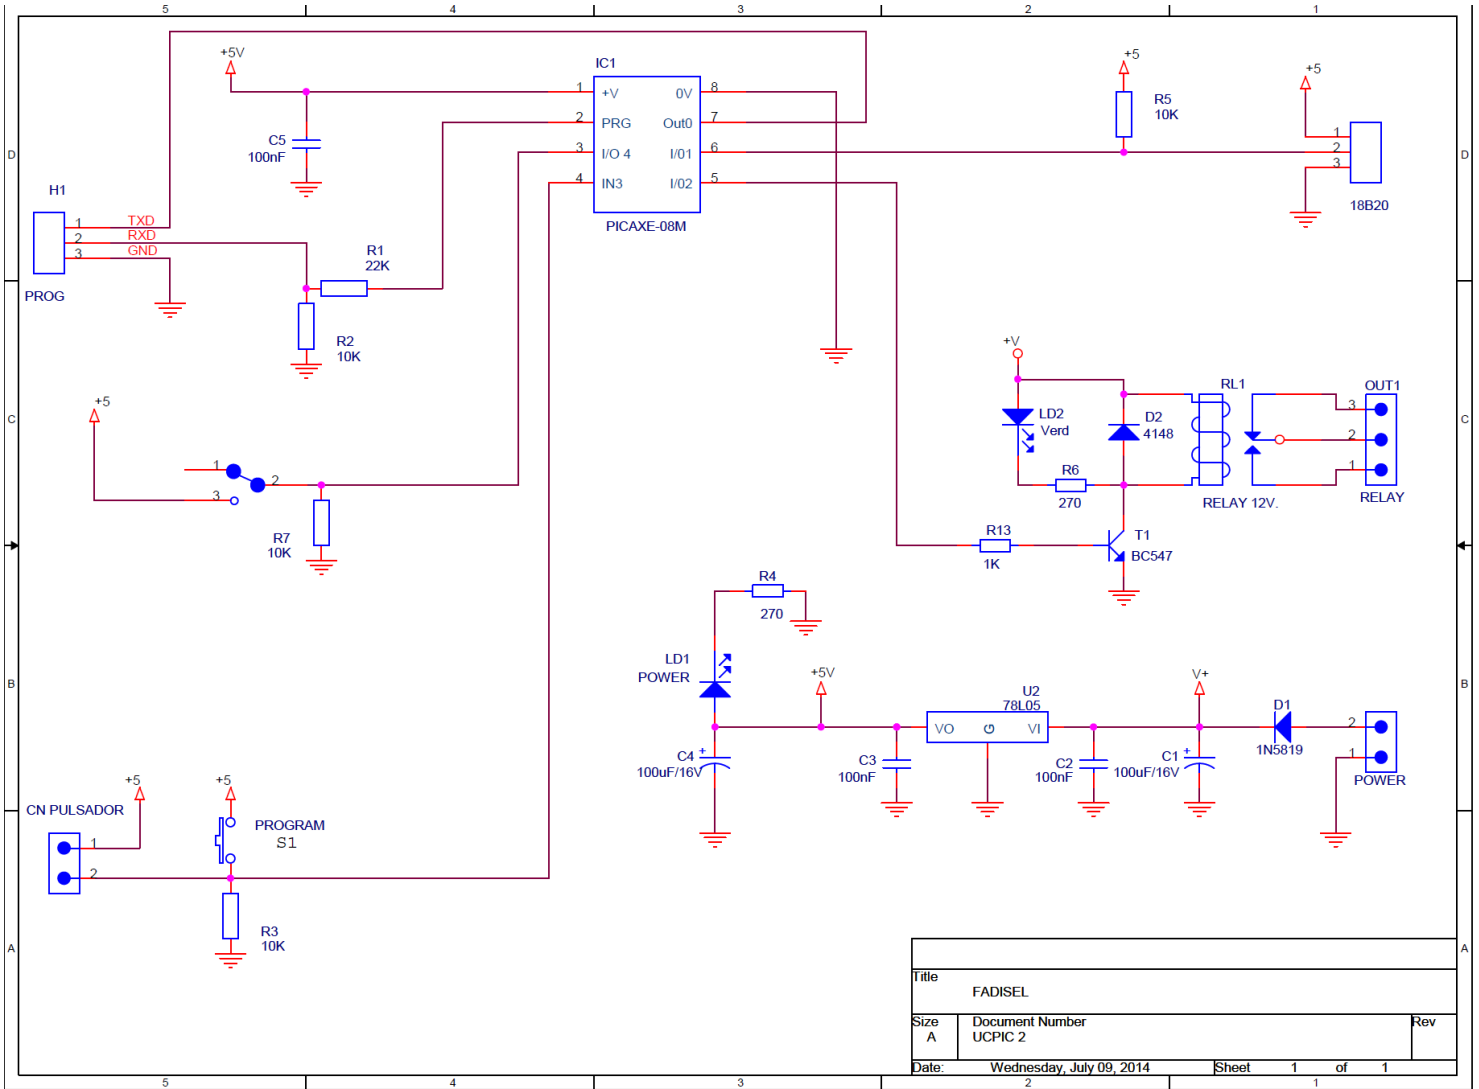 5 4 3 2 1
+5V
IC1
+5
+5
1 +V 0V 8
2 PRG Out0 7
3 I/O 4 I/01 6
4 IN3 I/02 5
PICAXE-08M
C5
100nF
R5
10K
1
2
3
18B20
D D
H1
1 TXD
2 RXD
3 GND
PROG
R1
22K
R2
10K
+V
LD2
Verd
D2
4148
RL1
OUT1
3
2
1
RELAY
RELAY 12V.
R6
270
C C
+5
1
2
3
R7
10K
R13
1K
T1
BC547
R4
270
LD1
POWER
+5V
U2
78L05
VO G VI
V+
D1
1N5819
2
1
POWER
B B
C4 +
100uF/16V
C3
100nF
C2
100nF
C1 +
100uF/16V
+5
+5
CN PULSADOR
1
2
PROGRAM
S1
R3
10K
A A
Title
FADISEL
Size
A
Document Number
UCPIC 2
Rev
Date: Wednesday, July 09, 2014 Sheet 1 of 1
5 4 3 2 1